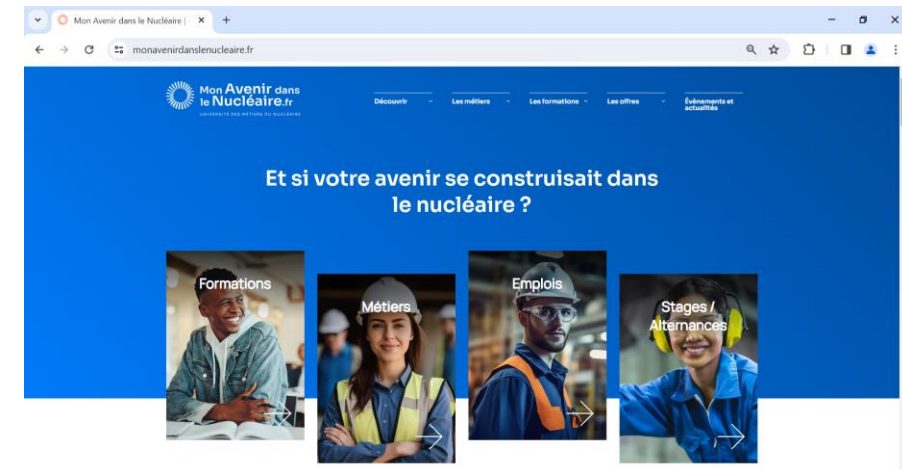 Mon Avenir dans le Nucléaire |
monavenirdanslenucleaire.fr
Mon Avenir dans
le Nucléaire.fr
UNIVERSITÉ DES MÉTIERS DU NUCLÉAIRE
Découvrir
Les métiers
Les formations
Les offres
Évènements et
actualités
Et si votre avenir se construisait dans
le nucléaire ?
Formations
Métiers
Emplois
Stages /
Alternances